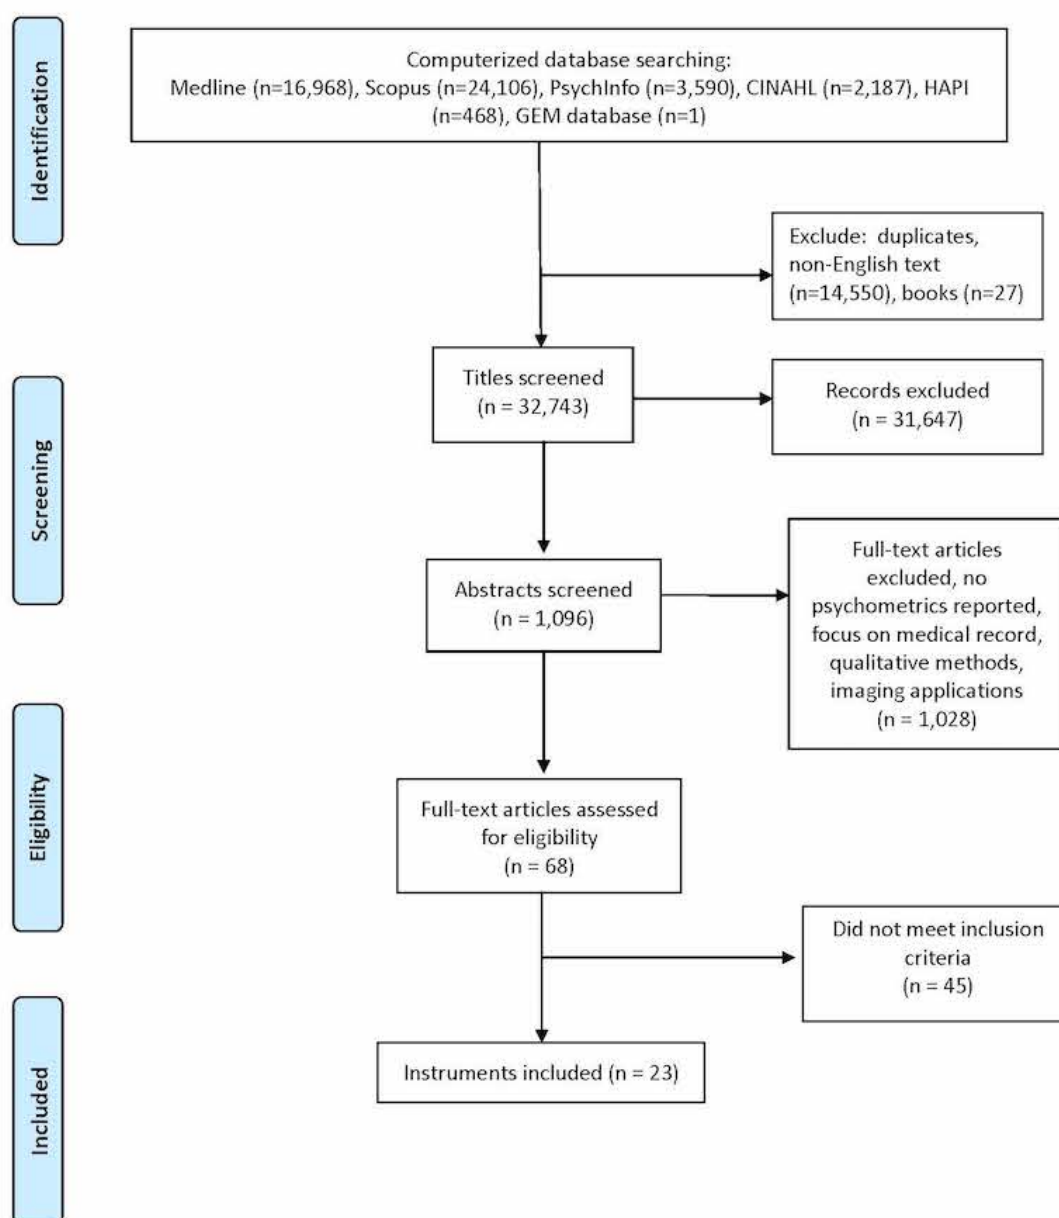 Identification
Computerized database searching:
Medline (n=16,968), Scopus (n=24,106), PsychInfo (n=3,590), CINAHL (n=2,187), HAPI
(n=468), GEM database (n=1)
Exclude: duplicates,
non-English text
(n=14,550), books (n=27)
Screening
Titles screened
(n = 32,743)
Records excluded
(n = 31,647)
Abstracts screened
(n = 1,096)
Full-text articles
excluded, no
psychometrics reported,
focus on medical record,
qualitative methods,
imaging applications
(n = 1,028)
Eligibility
Full-text articles assessed
for eligibility
(n = 68)
Did not meet inclusion
criteria
(n = 45)
Included
Instruments included (n = 23)